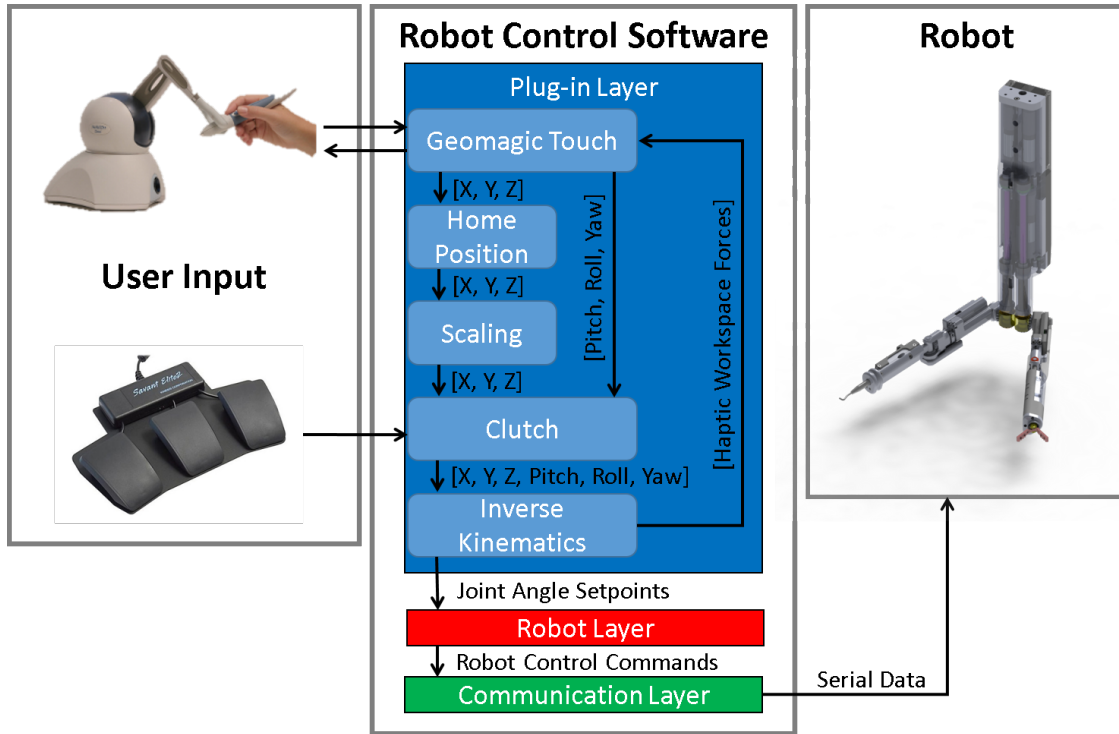 User Input
Savant Elite2
Robot Control Software
Plug-in Layer
Geomagic Touch
[X, Y, Z]
Home
Position
[X, Y, Z]
Scaling
[X, Y, Z]
[Pitch, Roll, Yaw]
[Haptic Workspace Forces]
Clutch
[X, Y, Z, Pitch, Roll, Yaw]
Inverse
Kinematics
Joint Angle Setpoints
Robot Layer
Robot Control Commands
Communication Layer
Serial Data
Robot